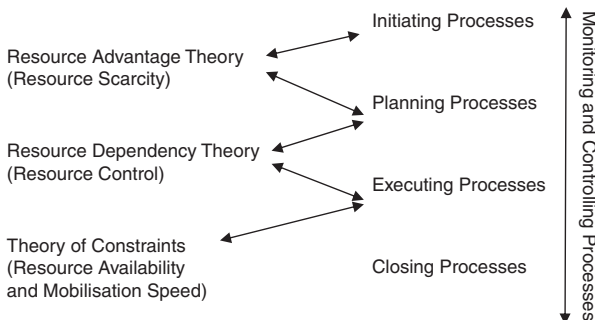 Resource Advantage Theory
(Resource Scarcity)
Resource Dependency Theory
(Resource Control)
Theory of Constraints
(Resource Availability
and Mobilisation Speed)
Initiating Processes
Planning Processes
Executing Processes
Closing Processes
Monitoring and Controlling Processes